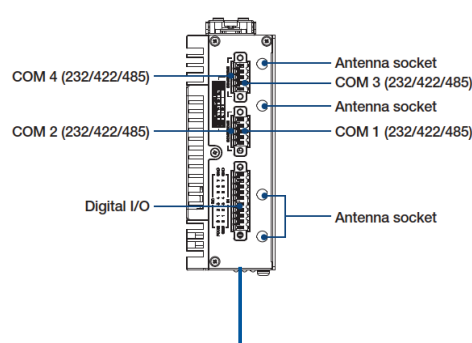 Antenna socket
COM 4 (232/422/485)
COM 3 (232/422/485)
Antenna socket
COM 2 (232/422/485)
COM 1 (232/422/485)
Digital I/O
Antenna socket